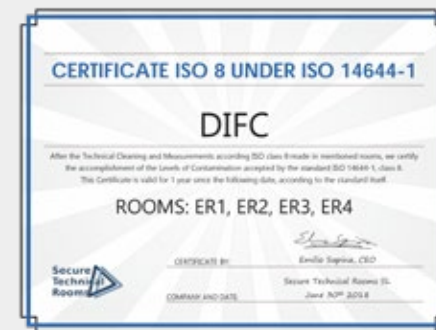 CERTIFICATE ISO 8 UNDER ISO 14644-1
DIFC
After the Technical Cleaning and Measurements according ISO class 8 made in mentioned rooms, we certify
the accomplishment of the Levels of Contamination accepted by the standard ISO 14644-1, class 8.
This Certificate is valid for 1 year since the following date, according to the standard itself.
ROOMS: ER1, ER2, ER3, ER4
CERTIFICATE BY:
Emilio Sapina, CEO
Secure
Technical
Rooms
COMPANY AND DATE:
Secure Technical Rooms SL
June 30th 2018